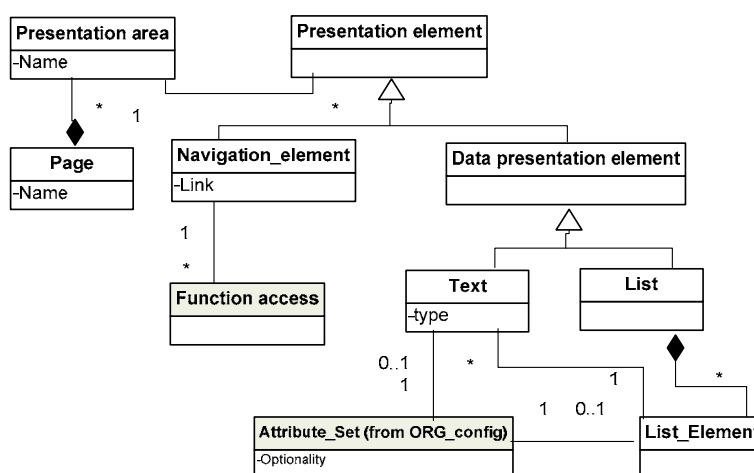 Presentation area
-Name
Presentation element
*
1
*
Page
-Name
Navigation_element
-Link
Data presentation element
1
*
Function access
Text
-type
List
0..1
1
*
1
*
Attribute_Set (from ORG_config)
-Optionality
1
0..1
List_Element